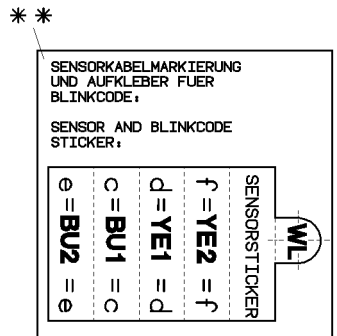 * *
SENSORKABELMARKIERUNG
UND AUFKLEBER FUER
BLINKCODE:
SENSOR AND BLINKCODE
STICKER:
WL
SENSORSTICKER
f =YE2 = f
d =YE1 = d
c =BU1 = c
e =BU2 = e